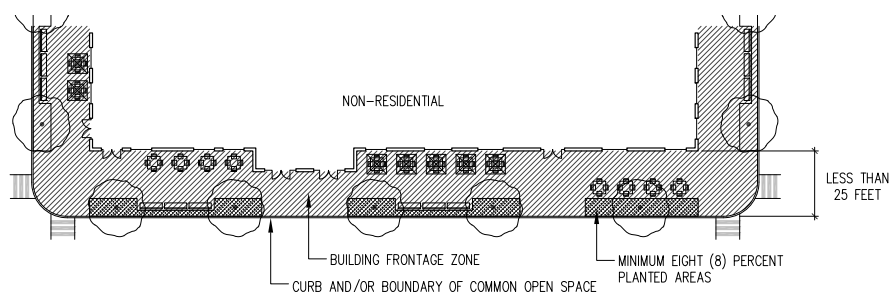 NON-RESIDENTIAL
LESS THAN
25 FEET
BUILDING FRONTAGE ZONE
MINIMUM EIGHT (8) PERCENT
PLANTED AREAS
CURB AND/OR BOUNDARY OF COMMON OPEN SPACE